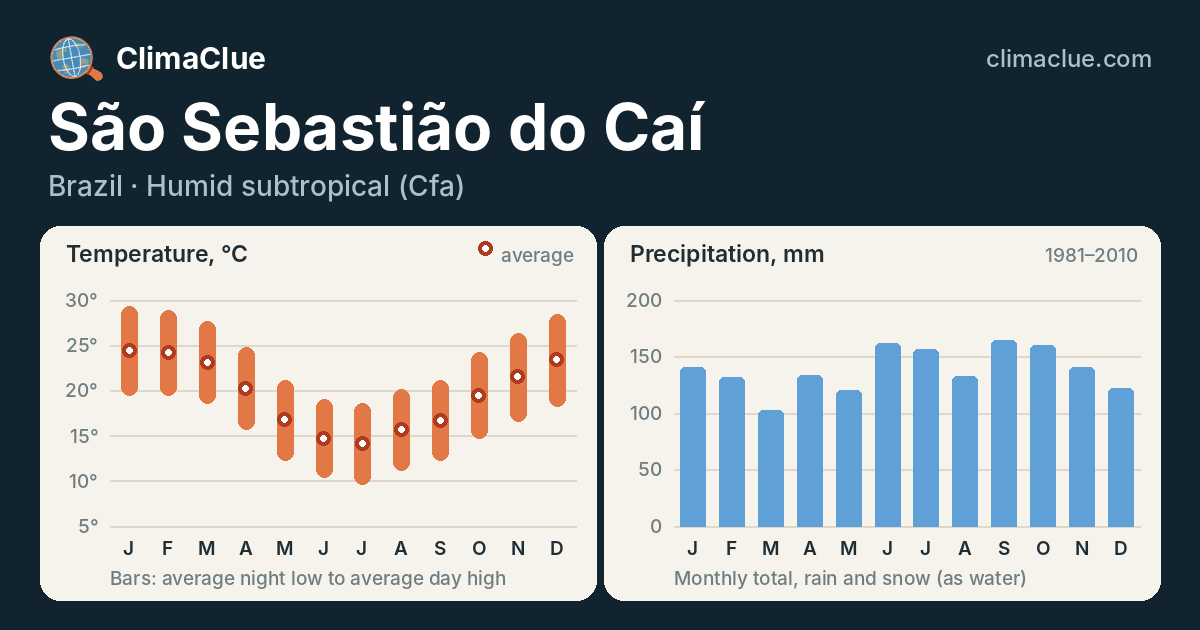 ClimaClue
climaclue.com
São Sebastião do Caí
Brazil · Humid subtropical (Cfa)
Temperature, °C
average
30°
25°
20°
15°
10°
5°
J F M A M J J A S O N D
Bars: average night low to average day high
Precipitation, mm
1981–2010
200
150
100
50
0
J F M A M J J A S O N D
Monthly total, rain and snow (as water)